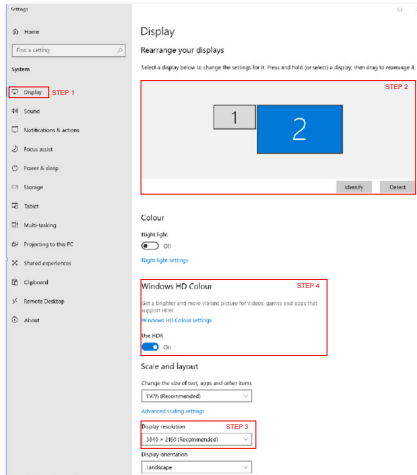 Settings
Home
Find a setting
System
Display
STEP 1
Sound
Notifications & actions
Focus assist
Power & sleep
Storage
Tablet
Multi-tasking
Projecting to this PC
Shared experiences
Clipboard
Remote Desktop
About
Display
Rearrange your displays
Select a display below to change the settings for it. Press and hold (or select) a display, then drag to rearrange it.
STEP 2
1
2
Identify
Detect
Colour
Night light
Off
Night light settings
Windows HD Colour
STEP 4
Get a brighter and more vibrant picture for videos, games and apps that
support HDR
Windows HD Colour settings
Use HDR
On
Scale and layout
Change the size of text, apps and other items
(Recommended)
Advanced scaling settings
Display resolution
STEP 3
3840 × 2160 (Recommended)
Display orientation
Landscape